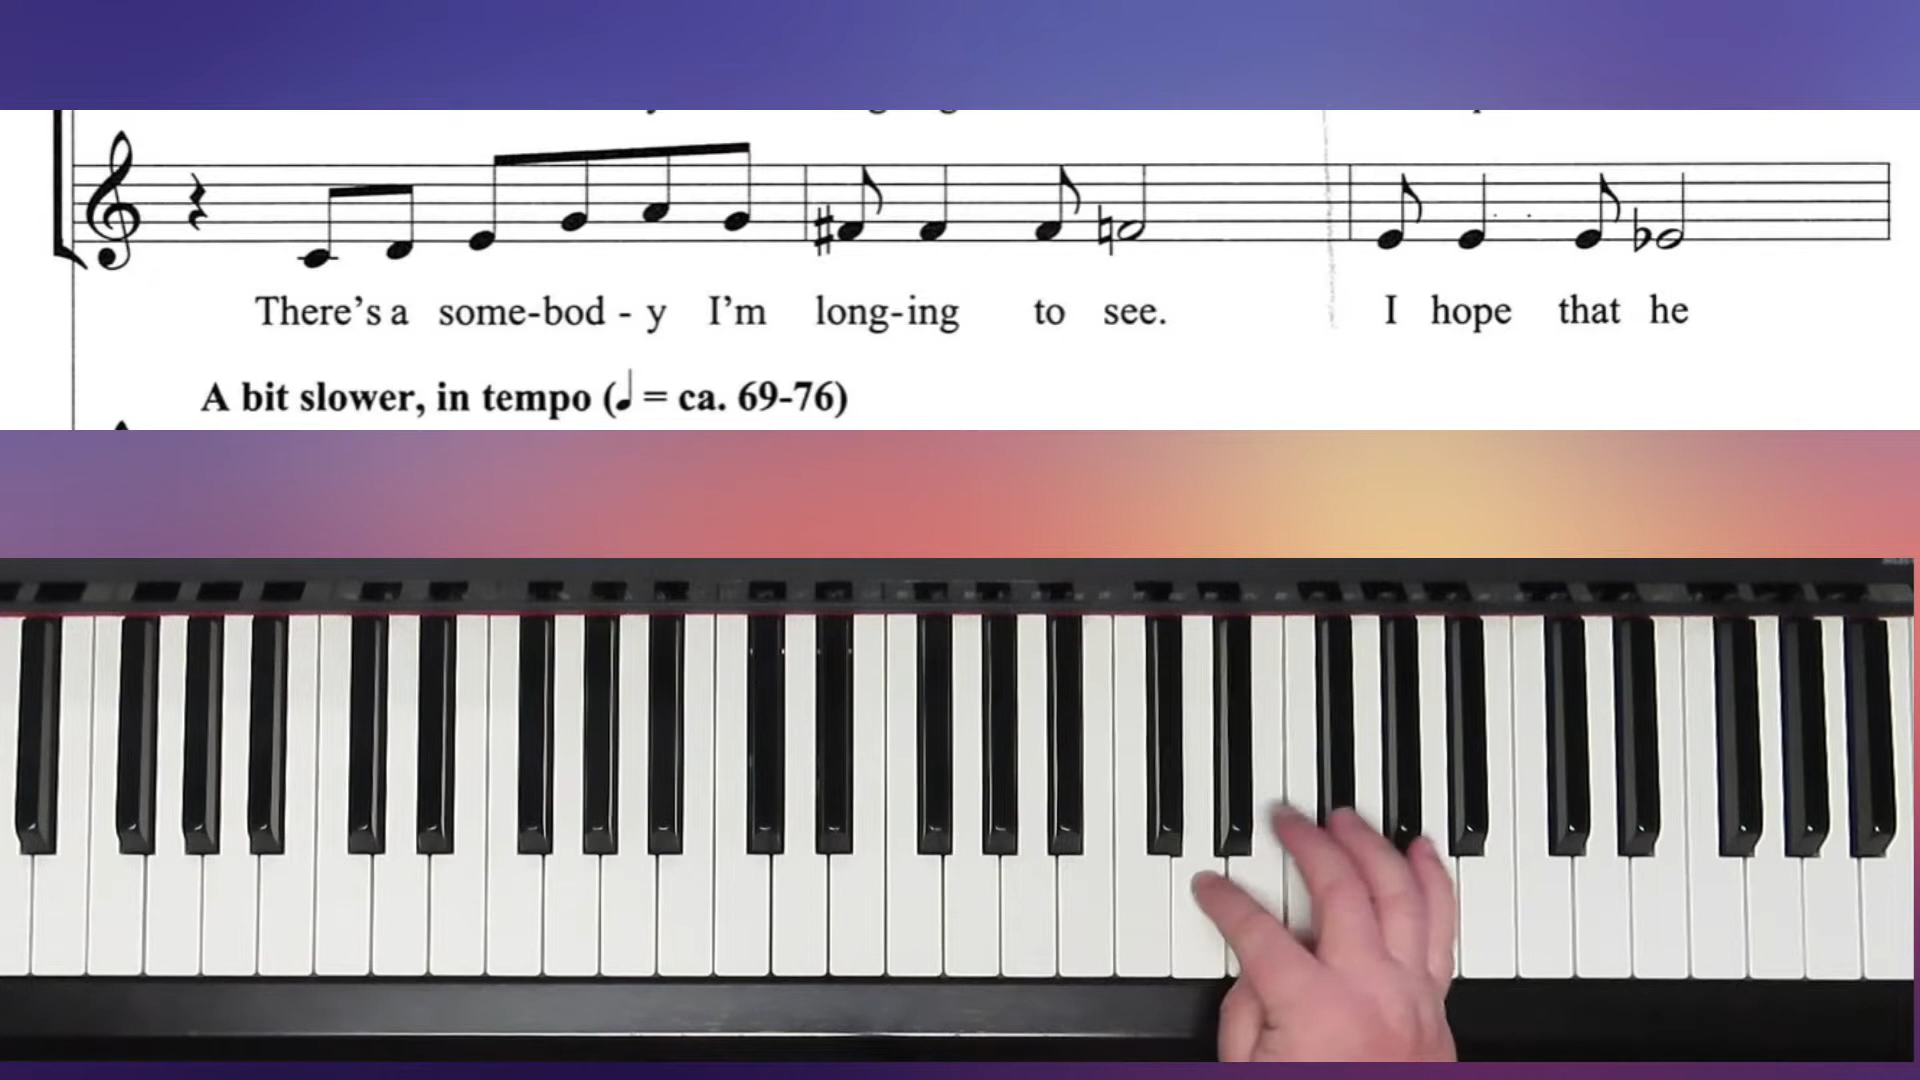 There's a some-bod - y I'm long-ing to see. I hope that he
A bit slower, in tempo (♩ = ca. 69-76)